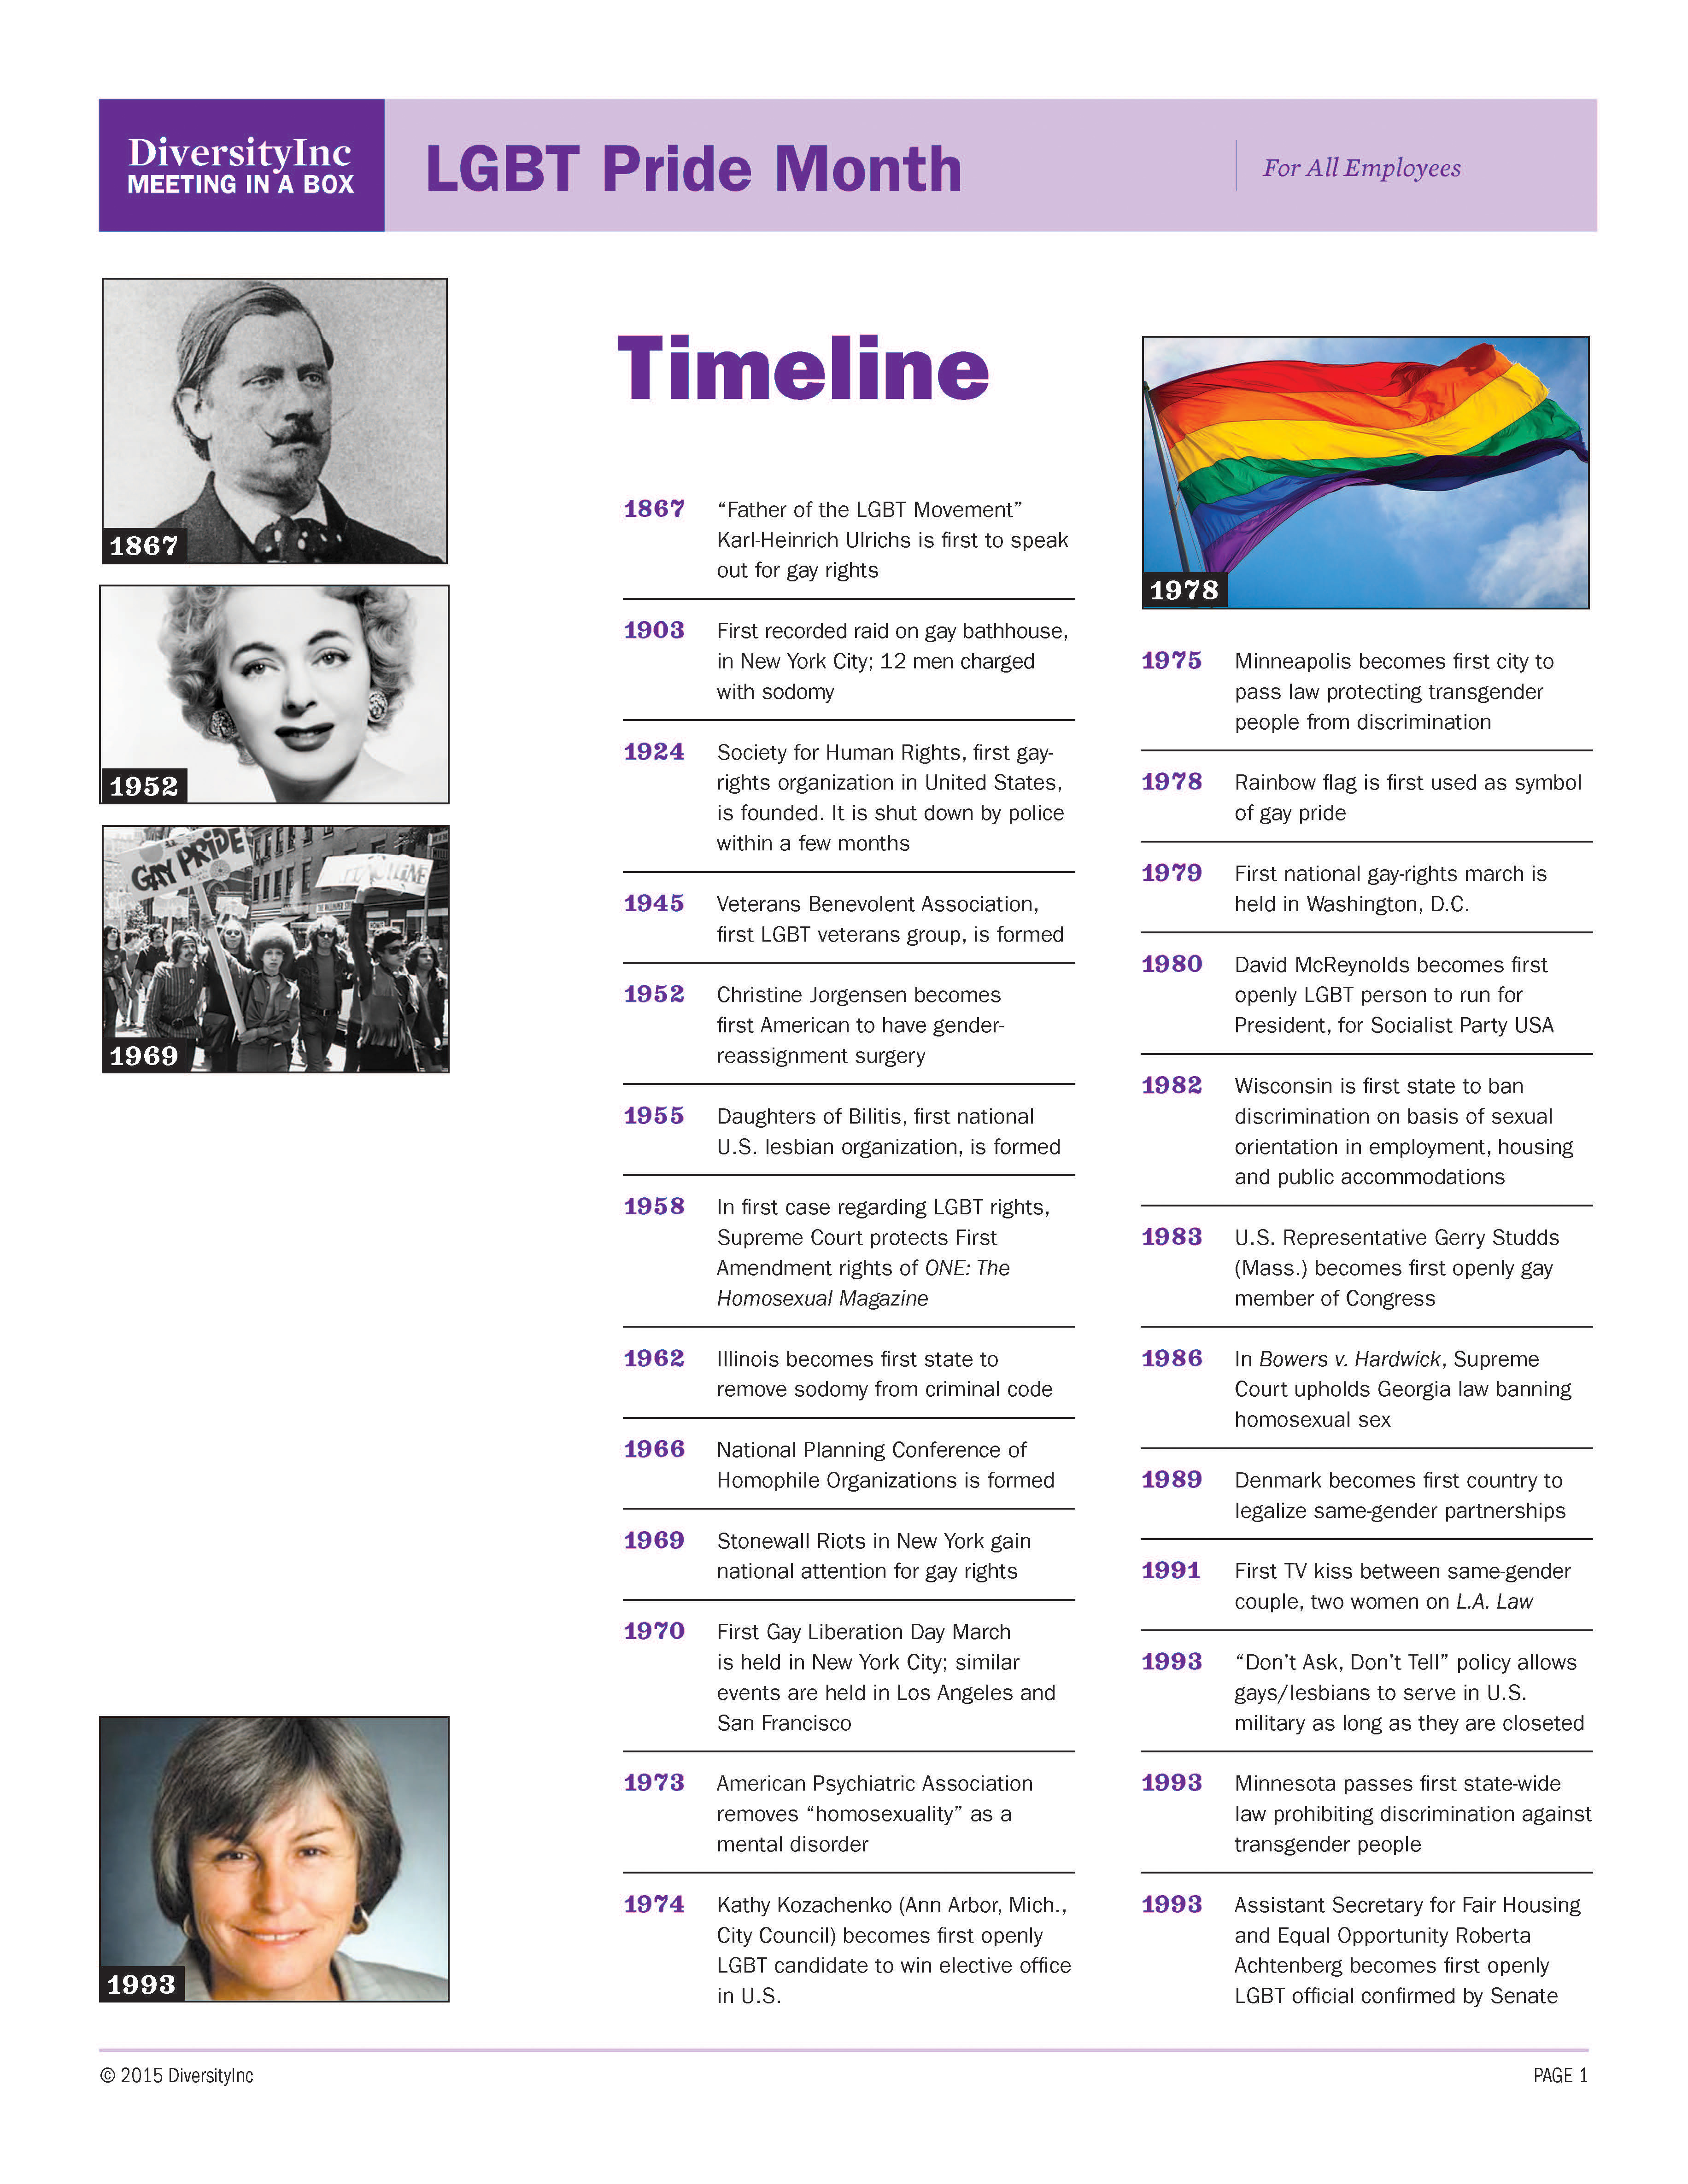 DiversityInc
MEETING IN A BOX
LGBT Pride Month
For All Employees
1867
1952
GAY PRIDE
1969
1993
Timeline
1867 “Father of the LGBT Movement”
Karl-Heinrich Ulrichs is first to speak
out for gay rights
1903 First recorded raid on gay bathhouse,
in New York City; 12 men charged
with sodomy
1924 Society for Human Rights, first gay-
rights organization in United States,
is founded. It is shut down by police
within a few months
1945 Veterans Benevolent Association,
first LGBT veterans group, is formed
1952 Christine Jorgensen becomes
first American to have gender-
reassignment surgery
1955 Daughters of Bilitis, first national
U.S. lesbian organization, is formed
1958 In first case regarding LGBT rights,
Supreme Court protects First
Amendment rights of ONE: The
Homosexual Magazine
1962 Illinois becomes first state to
remove sodomy from criminal code
1966 National Planning Conference of
Homophile Organizations is formed
1969 Stonewall Riots in New York gain
national attention for gay rights
1970 First Gay Liberation Day March
is held in New York City; similar
events are held in Los Angeles and
San Francisco
1973 American Psychiatric Association
removes “homosexuality” as a
mental disorder
1974 Kathy Kozachenko (Ann Arbor, Mich.,
City Council) becomes first openly
LGBT candidate to win elective office
in U.S.
1978
1975 Minneapolis becomes first city to
pass law protecting transgender
people from discrimination
1978 Rainbow flag is first used as symbol
of gay pride
1979 First national gay-rights march is
held in Washington, D.C.
1980 David McReynolds becomes first
openly LGBT person to run for
President, for Socialist Party USA
1982 Wisconsin is first state to ban
discrimination on basis of sexual
orientation in employment, housing
and public accommodations
1983 U.S. Representative Gerry Studds
(Mass.) becomes first openly gay
member of Congress
1986 In Bowers v. Hardwick, Supreme
Court upholds Georgia law banning
homosexual sex
1989 Denmark becomes first country to
legalize same-gender partnerships
1991 First TV kiss between same-gender
couple, two women on L.A. Law
1993 “Don’t Ask, Don’t Tell” policy allows
gays/lesbians to serve in U.S.
military as long as they are closeted
1993 Minnesota passes first state-wide
law prohibiting discrimination against
transgender people
1993 Assistant Secretary for Fair Housing
and Equal Opportunity Roberta
Achtenberg becomes first openly
LGBT official confirmed by Senate
© 2015 DiversityInc
PAGE 1